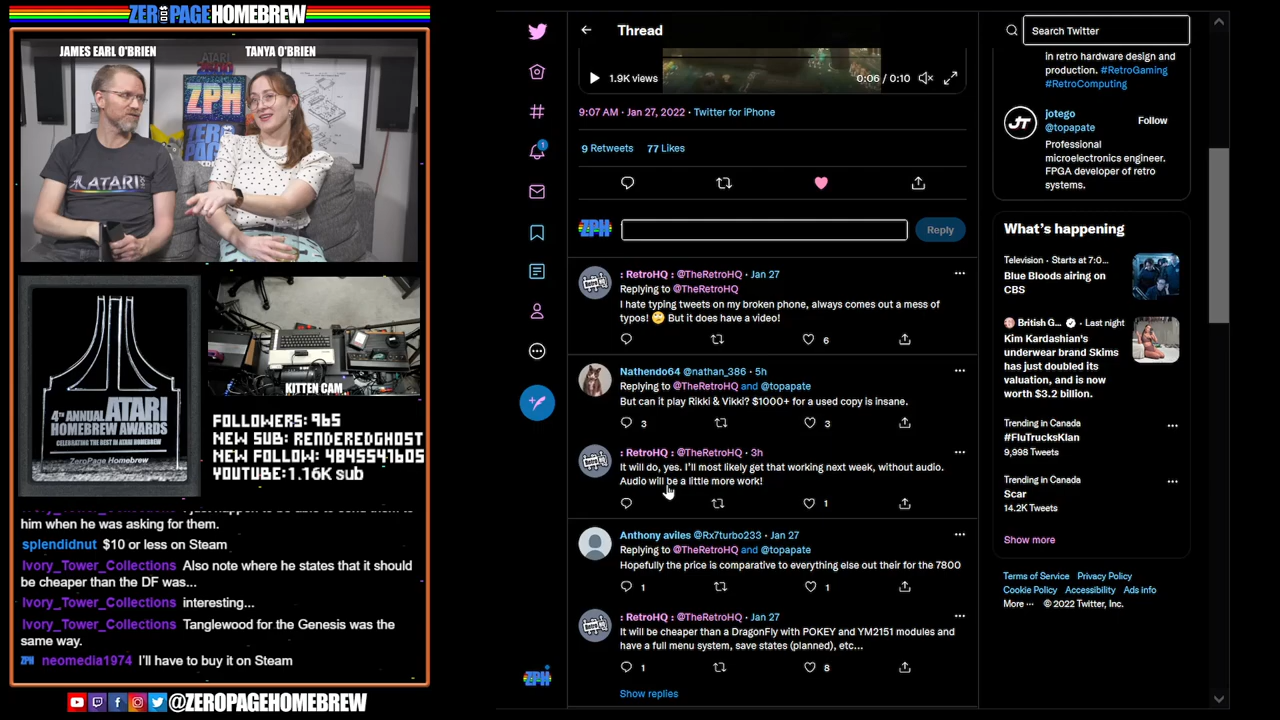 ZEROPAGE HOMEBREW
JAMES EARL O'BRIEN
TANYA O'BRIEN
ATARI
ZPH
ATARI
4TH ANNUAL ATARI
HOMEBREW AWARDS
CELEBRATING THE BEST IN ATARI HOMEBREW
ZeroPage Homebrew
KITTEN CAM
FOLLOWERS: 965
NEW SUB: RENDEREDGHOST
NEW FOLLOW: 4845541605
YOUTUBE: 1.16K sub
him when he was asking for them.
splendidnut $10 or less on Steam
Ivory_Tower_Collections Also note where he states that it should
be cheaper than the DF was...
Ivory_Tower_Collections interesting...
Ivory_Tower_Collections Tanglewood for the Genesis was the
same way.
ZPH neomedia1974 I'll have to buy it on Steam
@ZEROPAGEHOMEBREW
Thread
1.9K views
0:06 / 0:10
9:07 AM · Jan 27, 2022 · Twitter for iPhone
9 Retweets 77 Likes
ZPH
Reply
: RetroHQ : @TheRetroHQ · Jan 27
Replying to @TheRetroHQ
I hate typing tweets on my broken phone, always comes out a mess of
typos! 🙄 But it does have a video!
6
Nathendo64 @nathan_386 · 5h
Replying to @TheRetroHQ and @topapate
But can it play Rikki & Vikki? $1000+ for a used copy is insane.
3 3
: RetroHQ : @TheRetroHQ · 3h
It will do, yes. I'll most likely get that working next week, without audio.
Audio will be a little more work!
1
Anthony aviles @Rx7turbo233 · Jan 27
Replying to @TheRetroHQ and @topapate
Hopefully the price is comparative to everything else out their for the 7800
1 1
: RetroHQ : @TheRetroHQ · Jan 27
It will be cheaper than a DragonFly with POKEY and YM2151 modules and
have a full menu system, save states (planned), etc...
1 8
Show replies
1
ZPH
Search Twitter
in retro hardware design and
production. #RetroGaming
#RetroComputing
JT
jotego
@topapate
Follow
Professional
microelectronics engineer.
FPGA developer of retro
systems.
What's happening
Television · Starts at 7:0...
Blue Bloods airing on
CBS
British G... · Last night
Kim Kardashian's
underwear brand Skims
has just doubled its
valuation, and is now
worth $3.2 billion.
Trending in Canada
#FluTrucksKlan
9,998 Tweets
Trending in Canada
Scar
14.2K Tweets
Show more
Terms of Service Privacy Policy
Cookie Policy Accessibility Ads info
More ··· © 2022 Twitter, Inc.